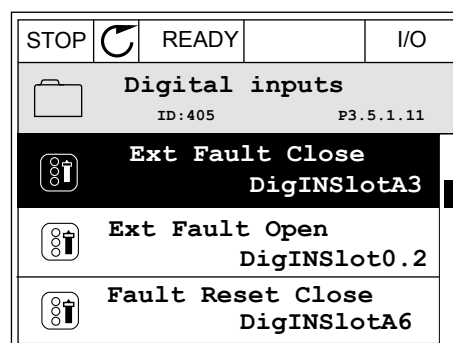 STOP READY I/O
Digital inputs
ID:405 P3.5.1.11
Ext Fault Close
DigINSlotA3
Ext Fault Open
DigINSlot0.2
Fault Reset Close
DigINSlotA6